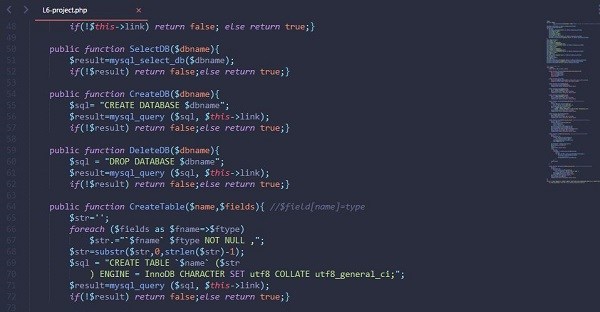 L6-project.php
48 if(!$this->link) return false; else return true;}
49
50 public function SelectDB($dbname){
51 $result=mysql_select_db($dbname);
52 if(!$result) return false;else return true;}
53
54 public function CreateDB($dbname){
55 $sql= "CREATE DATABASE $dbname";
56 $result=mysql_query ($sql, $this->link);
57 if(!$result) return false;else return true;}
58
59 public function DeleteDB($dbname){
60 $sql = "DROP DATABASE $dbname";
61 $result=mysql_query ($sql, $this->link);
62 if(!$result) return false;else return true;}
63
64 public function CreateTable($name,$fields){ //$field[name]=type
65 $str='';
66 foreach ($fields as $fname=>$ftype)
67 $str.="`$fname` $ftype NOT NULL ,";
68 $str=substr($str,0,strlen($str)-1);
69 $sql = "CREATE TABLE `$name` ($str
70 ) ENGINE = InnoDB CHARACTER SET utf8 COLLATE utf8_general_ci;";
71 $result=mysql_query ($sql, $this->link);
72 if(!$result) return false;else return true;}
73